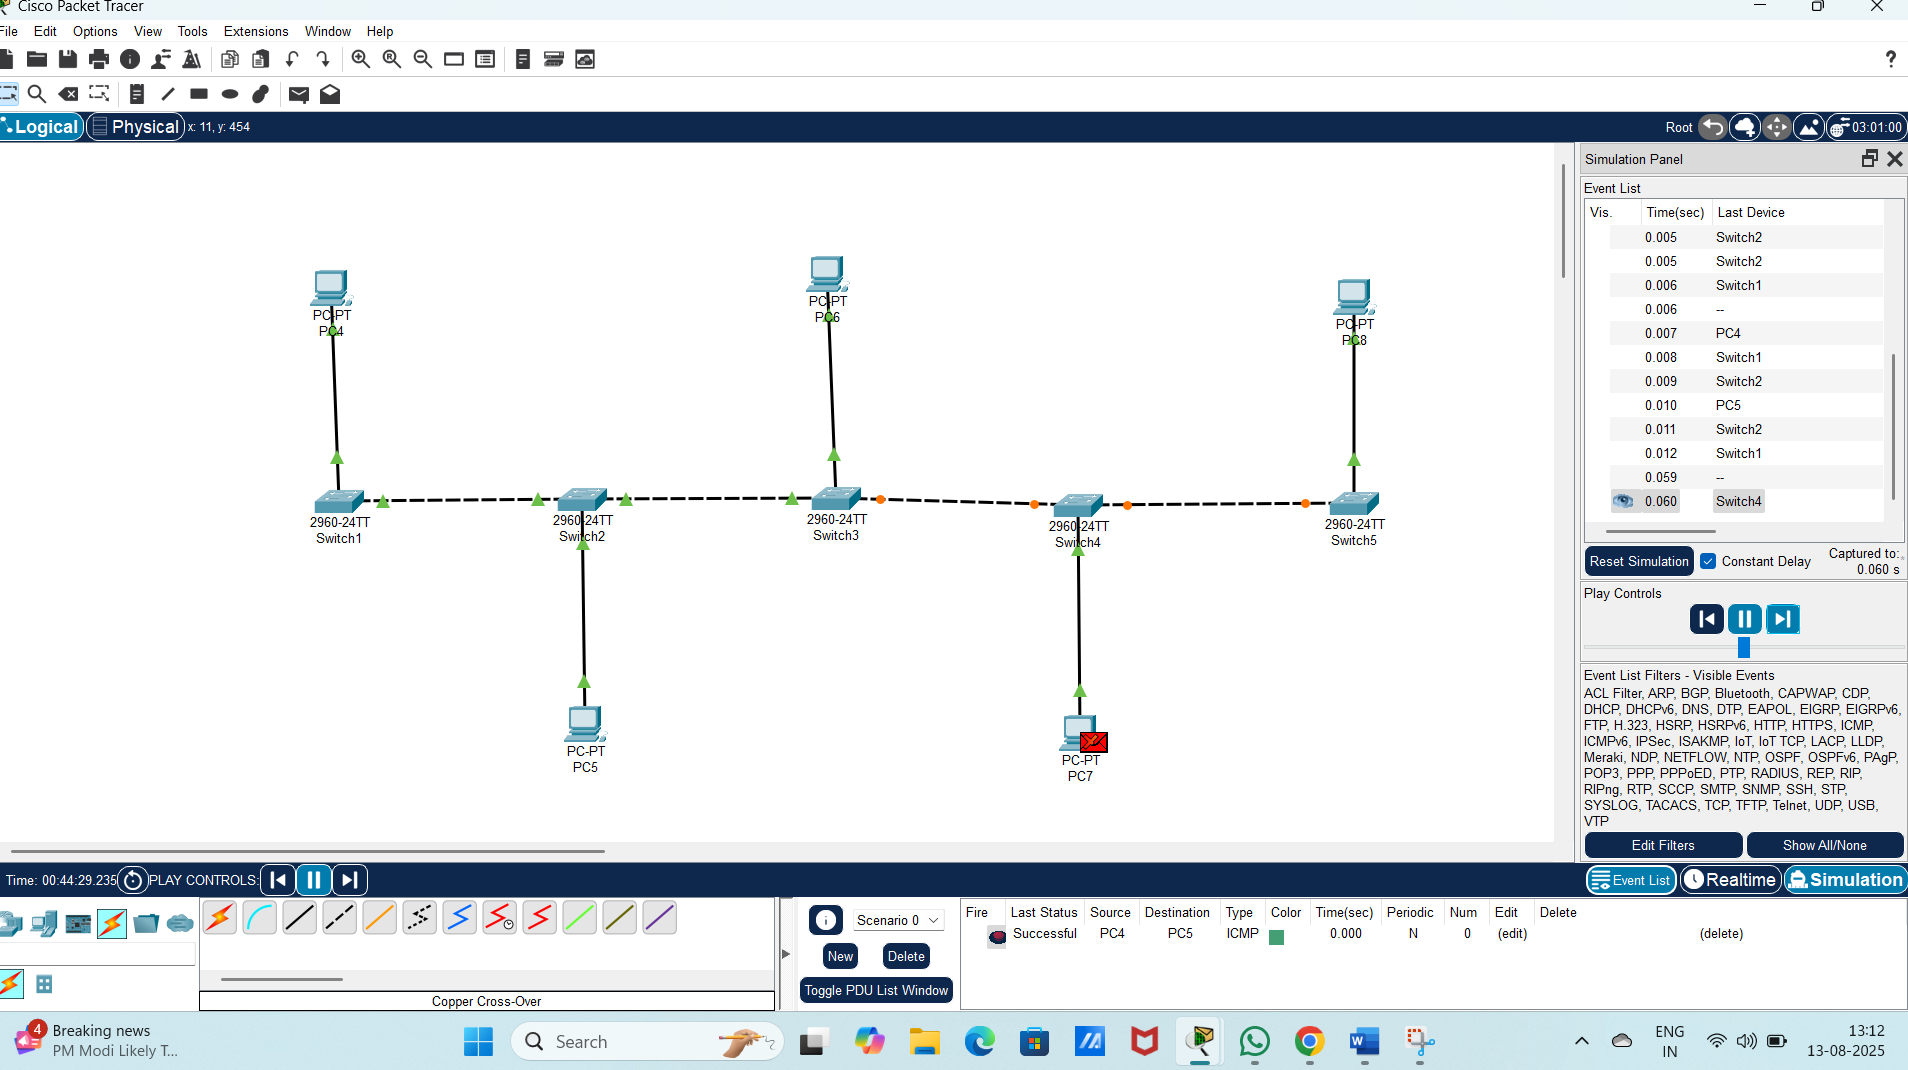 Cisco Packet Tracer
File Edit Options View Tools Extensions Window Help
Logical Physical x: 11, y: 454 Root 03:01:00
PC-PT
PC4
PC-PT
PC6
PC-PT
PC8
2960-24TT
Switch1
2960-24TT
Switch2
2960-24TT
Switch3
2960-24TT
Switch4
2960-24TT
Switch5
PC-PT
PC5
PC-PT
PC7
Simulation Panel
Event List
Vis. Time(sec) Last Device
0.005 Switch2
0.005 Switch2
0.006 Switch1
0.006 --
0.007 PC4
0.008 Switch1
0.009 Switch2
0.010 PC5
0.011 Switch2
0.012 Switch1
0.059 --
0.060 Switch4
Reset Simulation Constant Delay Captured to:
0.060 s
Play Controls
Event List Filters - Visible Events
ACL Filter, ARP, BGP, Bluetooth, CAPWAP, CDP,
DHCP, DHCPv6, DNS, DTP, EAPOL, EIGRP, EIGRPv6,
FTP, H.323, HSRP, HSRPv6, HTTP, HTTPS, ICMP,
ICMPv6, IPSec, ISAKMP, IoT, IoT TCP, LACP, LLDP,
Meraki, NDP, NETFLOW, NTP, OSPF, OSPFv6, PAgP,
POP3, PPP, PPPoED, PTP, RADIUS, REP, RIP,
RIPng, RTP, SCCP, SMTP, SNMP, SSH, STP,
SYSLOG, TACACS, TCP, TFTP, Telnet, UDP, USB,
VTP
Edit Filters Show All/None
Time: 00:44:29.235 PLAY CONTROLS: Event List Realtime Simulation
Copper Cross-Over
Scenario 0
New Delete
Toggle PDU List Window
Fire Last Status Source Destination Type Color Time(sec) Periodic Num Edit Delete
Successful PC4 PC5 ICMP 0.000 N 0 (edit) (delete)
4
Breaking news
PM Modi Likely T...
Search
ENG
IN
13:12
13-08-2025